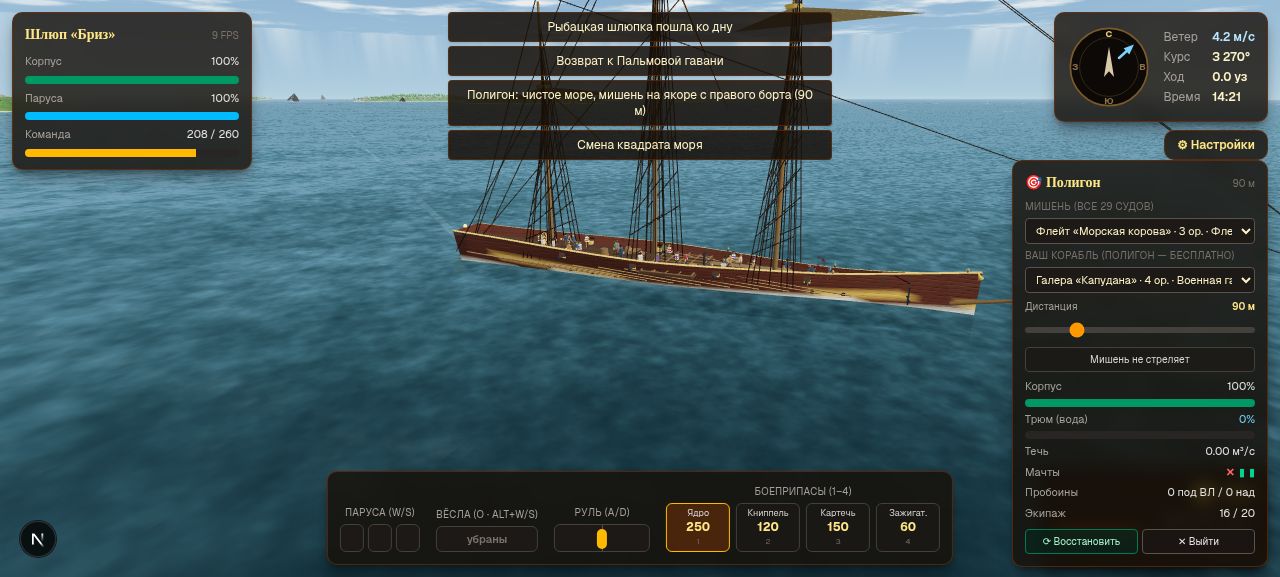 Шлюп «Бриз»
9 FPS
Корпус 100%
Паруса 100%
Команда 208 / 260
Рыбацкая шлюпка пошла ко дну
Возврат к Пальмовой гавани
Полигон: чистое море, мишень на якоре с правого борта (90
м)
Смена квадрата моря
С
З
В
Ю
Ветер 4.2 м/с
Курс З 270°
Ход 0.0 уз
Время 14:21
⚙ Настройки
🎯 Полигон 90 м
МИШЕНЬ (ВСЕ 29 СУДОВ)
Флейт «Морская корова» · 3 ор. · Фле
ВАШ КОРАБЛЬ (ПОЛИГОН — БЕСПЛАТНО)
Галера «Капудана» · 4 ор. · Военная га
Дистанция 90 м
Мишень не стреляет
Корпус 100%
Трюм (вода) 0%
Течь 0.00 м³/с
Мачты ✕
Пробоины 0 под ВЛ / 0 над
Экипаж 16 / 20
⟳ Восстановить
✕ Выйти
ПАРУСА (W/S)
ВЁСЛА (O · ALT+W/S)
убраны
РУЛЬ (A/D)
БОЕПРИПАСЫ (1–4)
Ядро
250
1
Книппель
120
2
Картечь
150
3
Зажигат.
60
4
N